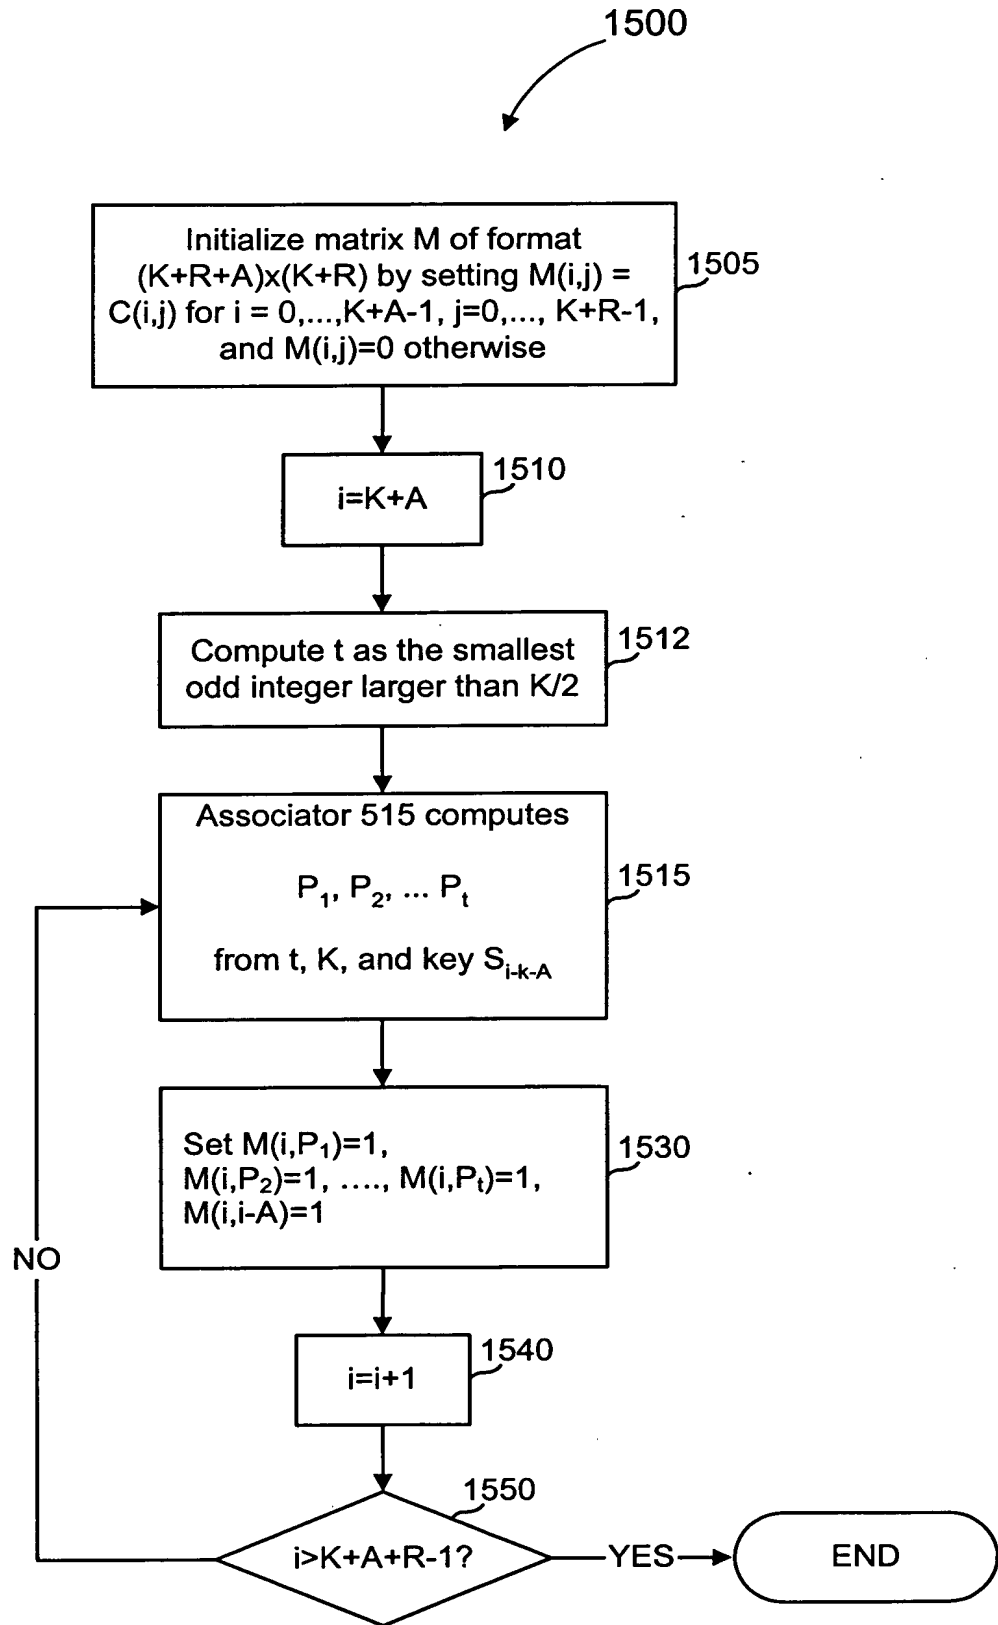 1500
Initialize matrix M of format
(K+R+A)x(K+R) by setting M(i,j) =
C(i,j) for i = 0,...,K+A-1, j=0,..., K+R-1,
and M(i,j)=0 otherwise
1505
i=K+A
1510
Compute t as the smallest
odd integer larger than K/2
1512
Associator 515 computes
P₁, P₂, ... Pₜ
from t, K, and key S_{i-k-A}
1515
Set M(i,P₁)=1,
M(i,P₂)=1, ...., M(i,Pₜ)=1,
M(i,i-A)=1
1530
NO
i=i+1
1540
i>K+A+R-1?
1550
YES
END